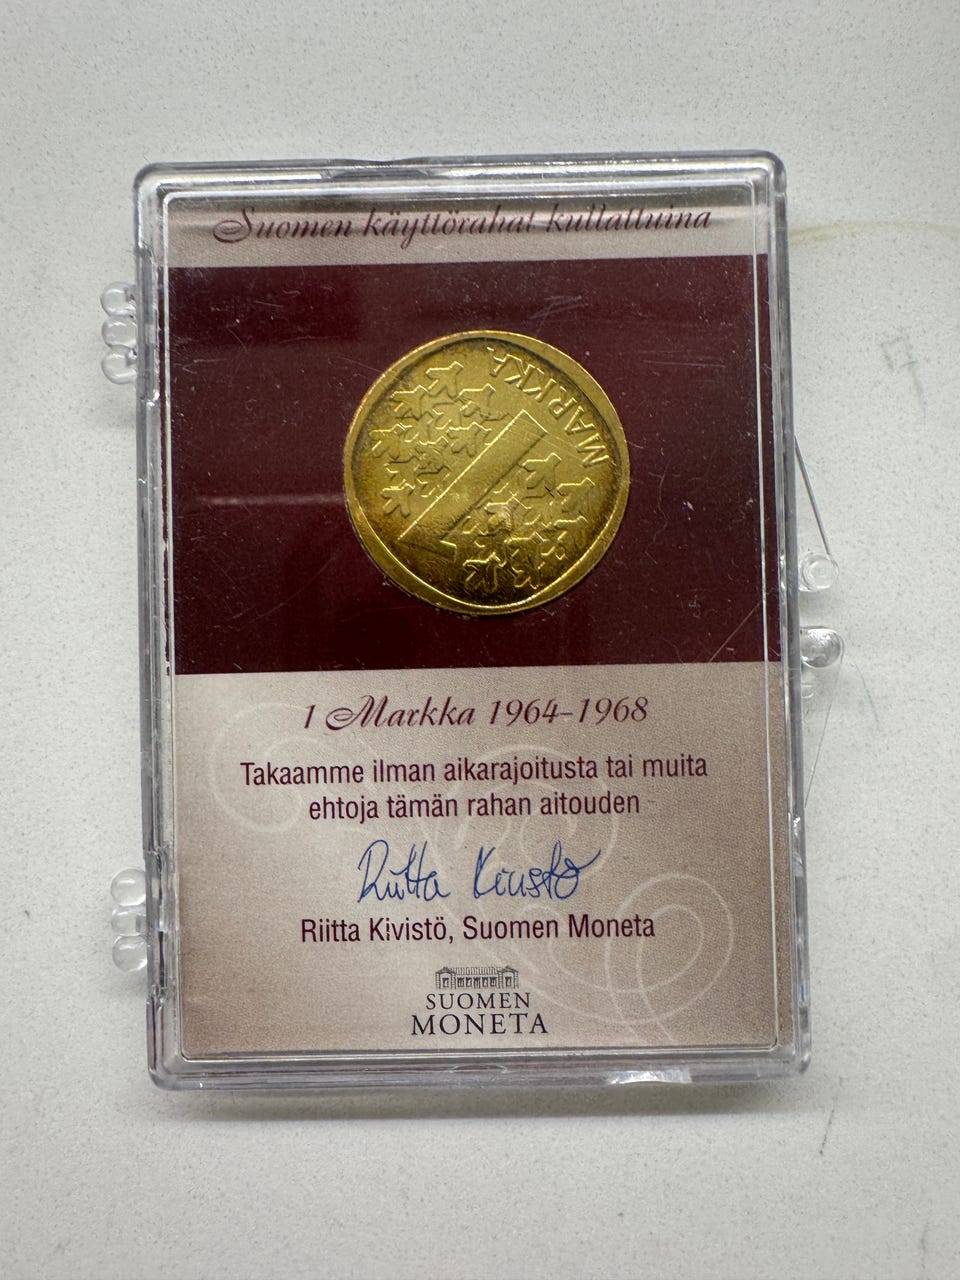 Suomen käyttörahat kullattuina
MARKKA
1
1 Markka 1964–1968
Takaamme ilman aikarajoitusta tai muita
ehtoja tämän rahan aitouden
Riitta Kivistö
Riitta Kivistö, Suomen Moneta
SUOMEN
MONETA